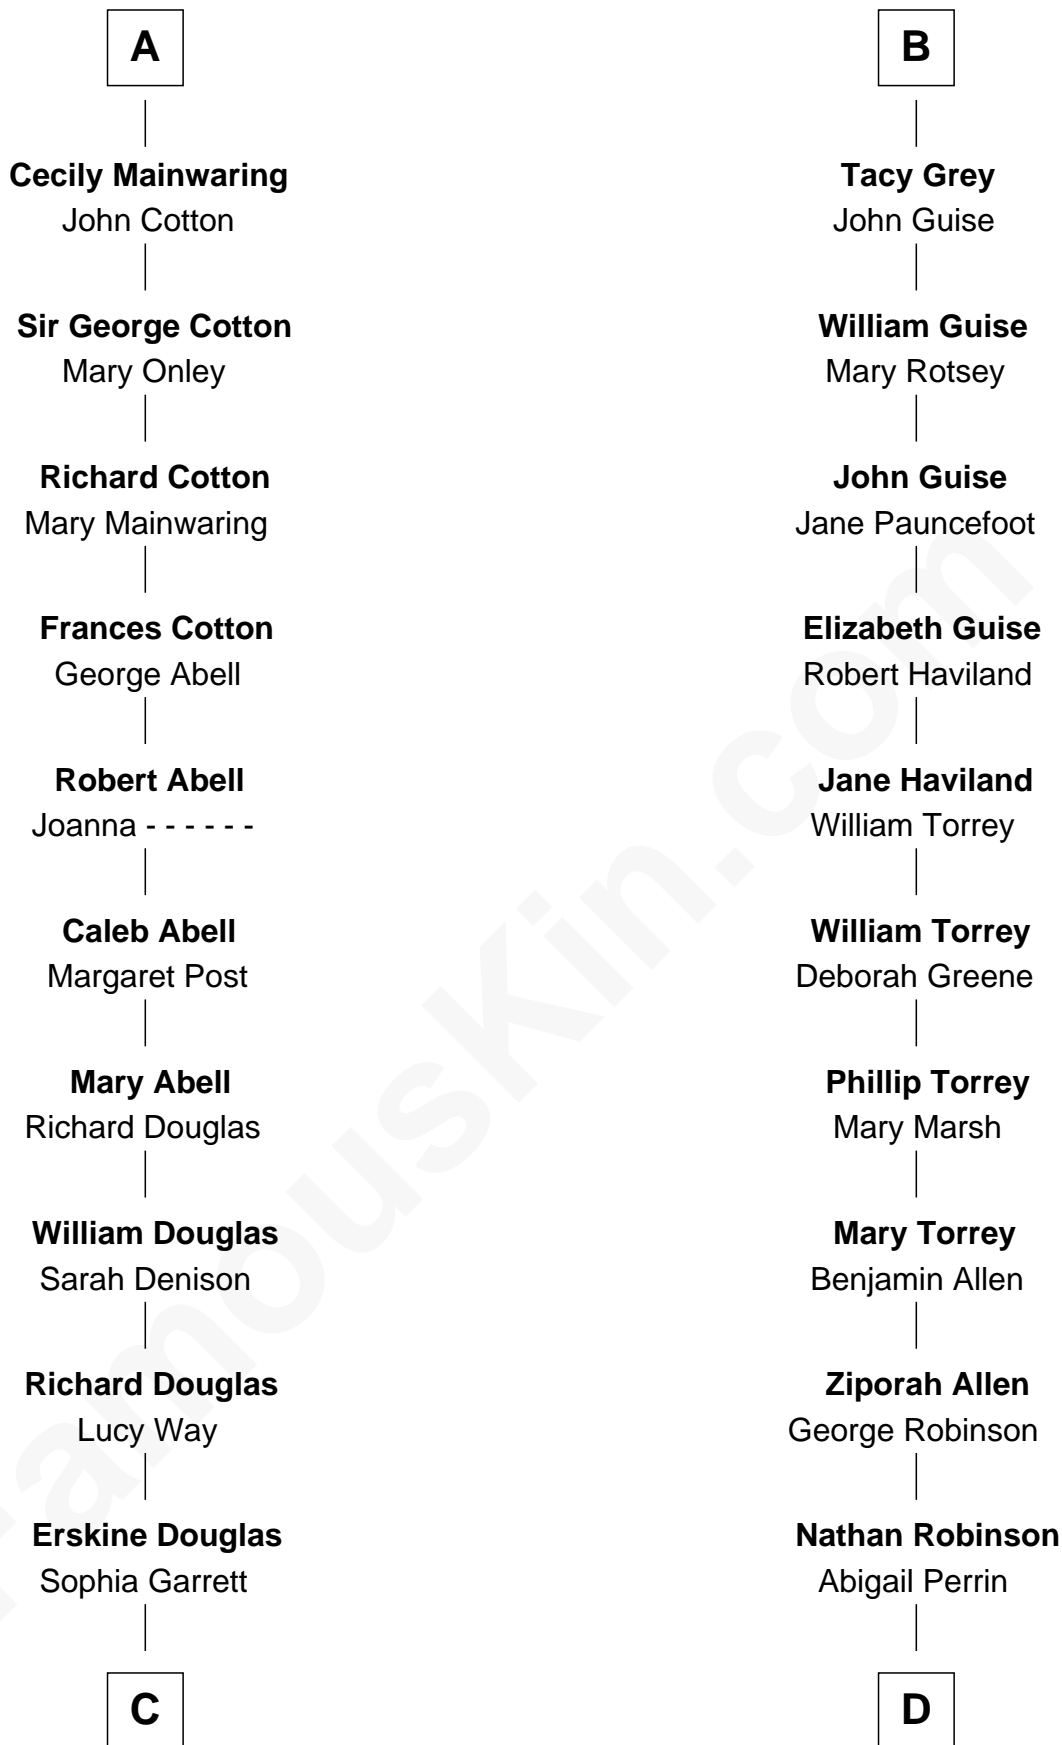 A
Cecily Mainwaring
John Cotton
Sir George Cotton
Mary Onley
Richard Cotton
Mary Mainwaring
Frances Cotton
George Abell
Robert Abell
Joanna - - - - - -
Caleb Abell
Margaret Post
Mary Abell
Richard Douglas
William Douglas
Sarah Denison
Richard Douglas
Lucy Way
Erskine Douglas
Sophia Garrett
C
B
Tacy Grey
John Guise
William Guise
Mary Rotsey
John Guise
Jane Pauncefoot
Elizabeth Guise
Robert Haviland
Jane Haviland
William Torrey
William Torrey
Deborah Greene
Phillip Torrey
Mary Marsh
Mary Torrey
Benjamin Allen
Ziporah Allen
George Robinson
Nathan Robinson
Abigail Perrin
D
FamousKin.com